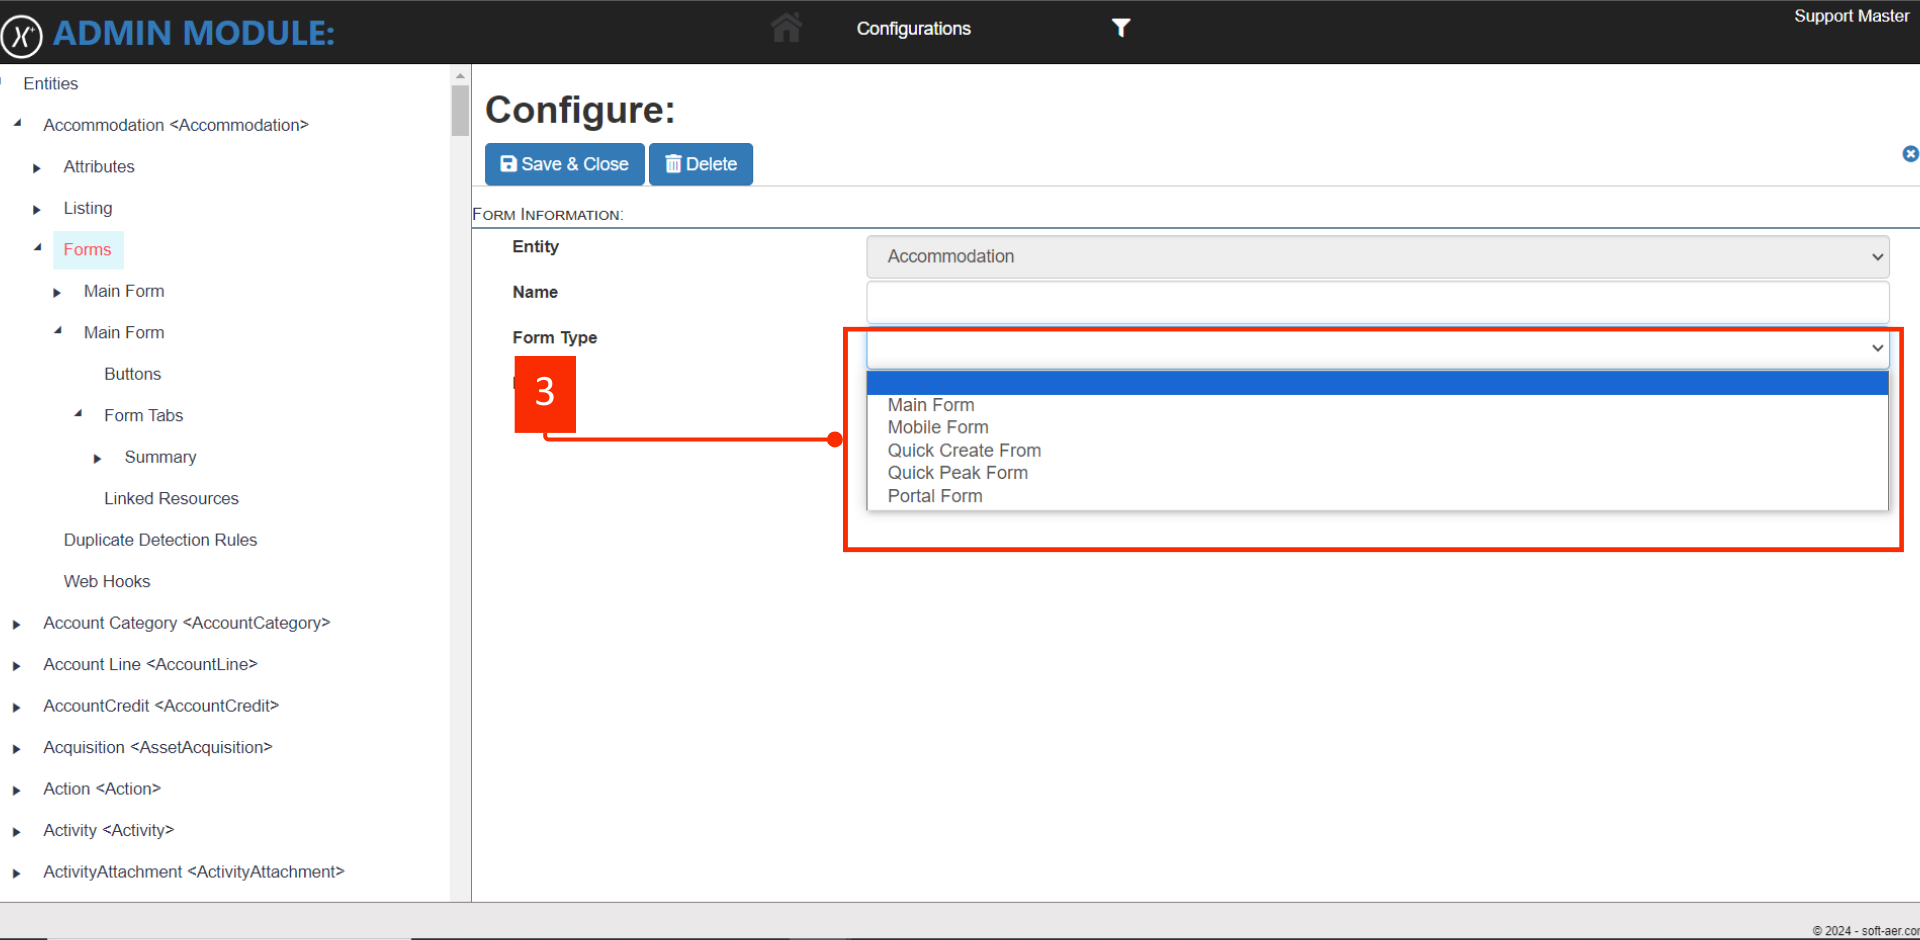 ADMIN MODULE:
Configurations
Support Master
Entities
Accommodation <Accommodation>
Attributes
Listing
Forms
Main Form
Main Form
Buttons
Form Tabs
Summary
Linked Resources
Duplicate Detection Rules
Web Hooks
Account Category <AccountCategory>
Account Line <AccountLine>
AccountCredit <AccountCredit>
Acquisition <AssetAcquisition>
Action <Action>
Activity <Activity>
ActivityAttachment <ActivityAttachment>
Configure:
Save & Close
Delete
FORM INFORMATION:
Entity
Accommodation
Name
Form Type
3
Main Form
Mobile Form
Quick Create From
Quick Peak Form
Portal Form
© 2024 - soft-aer.com